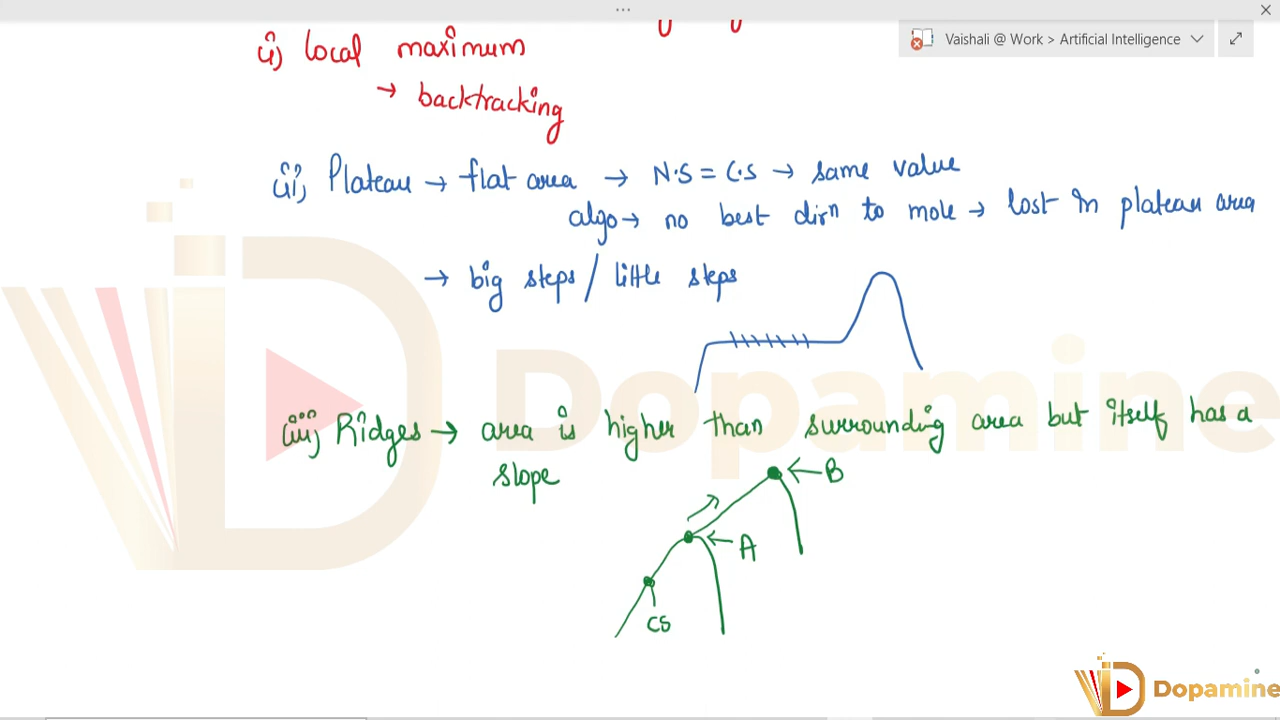 Vaishali @ Work > Artificial Intelligence
ii) local maximum
→ backtracking
ii) Plateau → flat area → N.S = C.S → same value
algo → no best dirⁿ to move → lost in plateau area
→ big steps / little steps
iii) Ridges → area is higher than surrounding area but itself has a
slope
← B
← A
CS
Dopamine
Dopamine